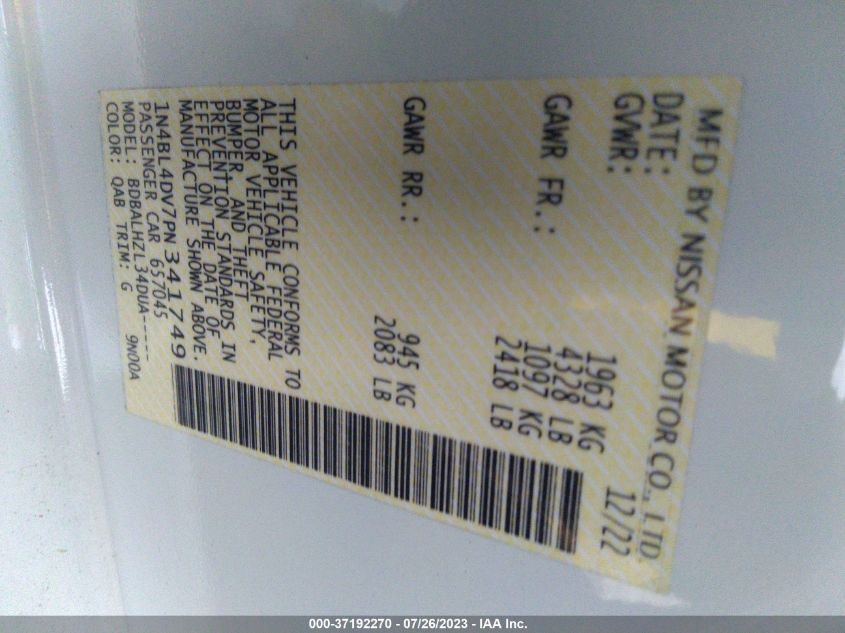 MFD BY NISSAN MOTOR CO., LTD.
DATE: 12/22
GVWR: 1963 KG
4328 LB
GAWR FR.: 1097 KG
2418 LB
GAWR RR.: 945 KG
2083 LB
THIS VEHICLE CONFORMS TO
ALL APPLICABLE FEDERAL
MOTOR VEHICLE SAFETY,
BUMPER, AND THEFT
PREVENTION STANDARDS IN
EFFECT ON THE DATE OF
MANUFACTURE SHOWN ABOVE.
1N4BL4DV7PN341749
PASSENGER CAR 657045
MODEL: BDBALHZL34DUA-----
COLOR: QAB TRIM: G 9N00A
000-37192270 - 07/26/2023 - IAA Inc.